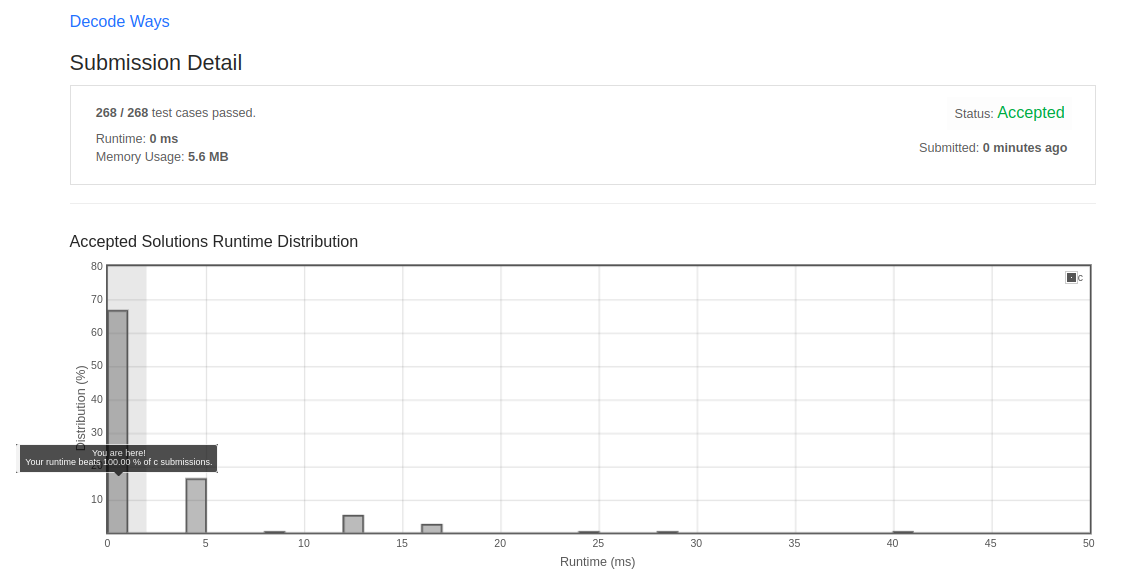 Decode Ways
Submission Detail
268 / 268 test cases passed.
Status: Accepted
Runtime: 0 ms
Memory Usage: 5.6 MB
Submitted: 0 minutes ago
Accepted Solutions Runtime Distribution
80
70
60
50
40
30
20
10
c
Distribution (%)
You are here!
Your runtime beats 100.00 % of c submissions.
0 5 10 15 20 25 30 35 40 45 50
Runtime (ms)